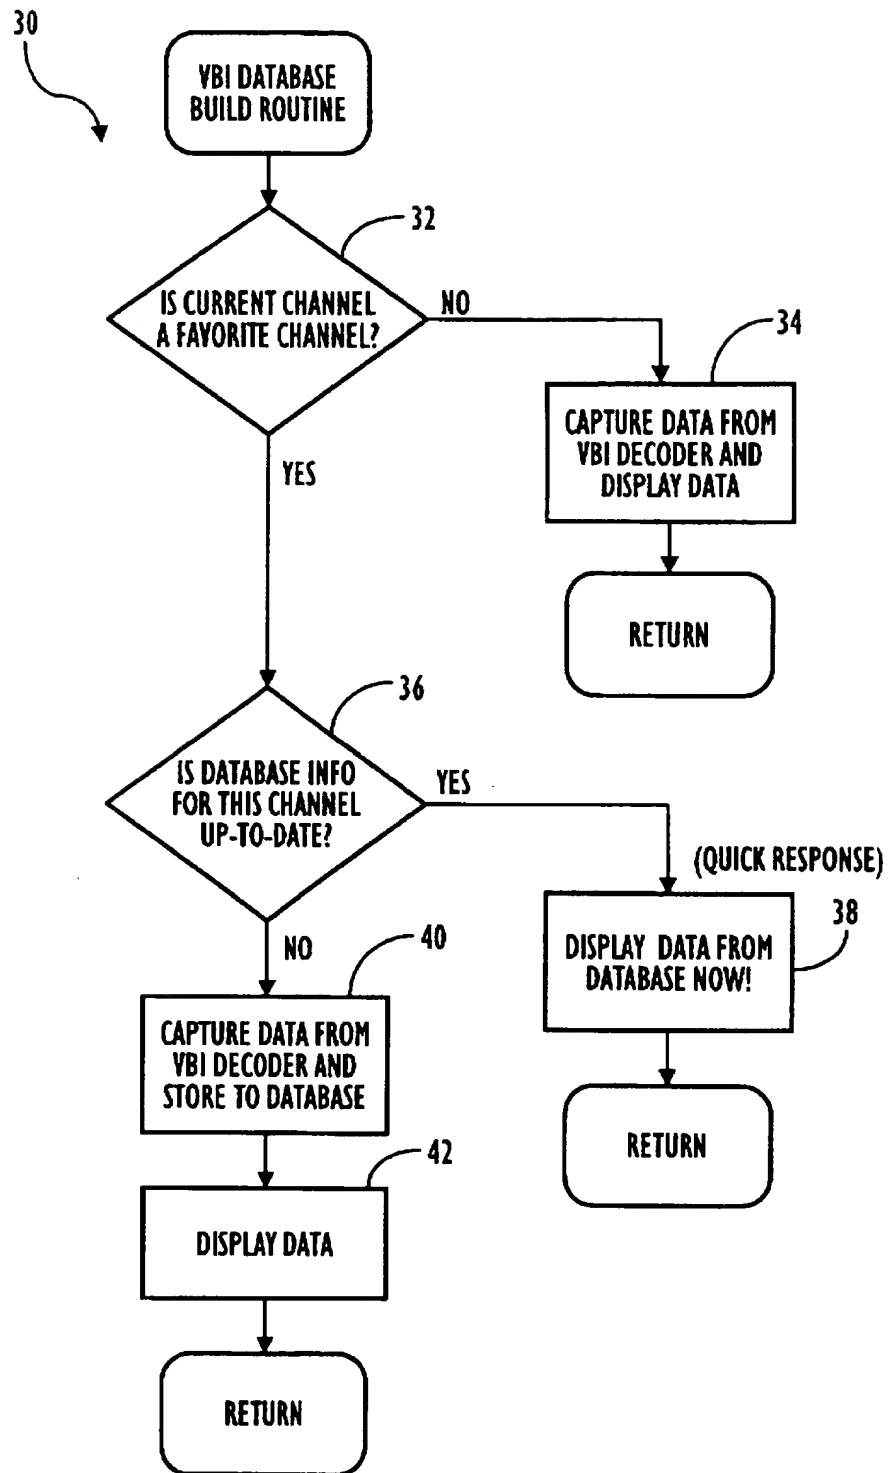 30
VBI DATABASE
BUILD ROUTINE
32
IS CURRENT CHANNEL
A FAVORITE CHANNEL?
NO
34
CAPTURE DATA FROM
VBI DECODER AND
DISPLAY DATA
YES
RETURN
36
IS DATABASE INFO
FOR THIS CHANNEL
UP-TO-DATE?
YES
(QUICK RESPONSE)
38
DISPLAY DATA FROM
DATABASE NOW!
NO
40
CAPTURE DATA FROM
VBI DECODER AND
STORE TO DATABASE
RETURN
42
DISPLAY DATA
RETURN